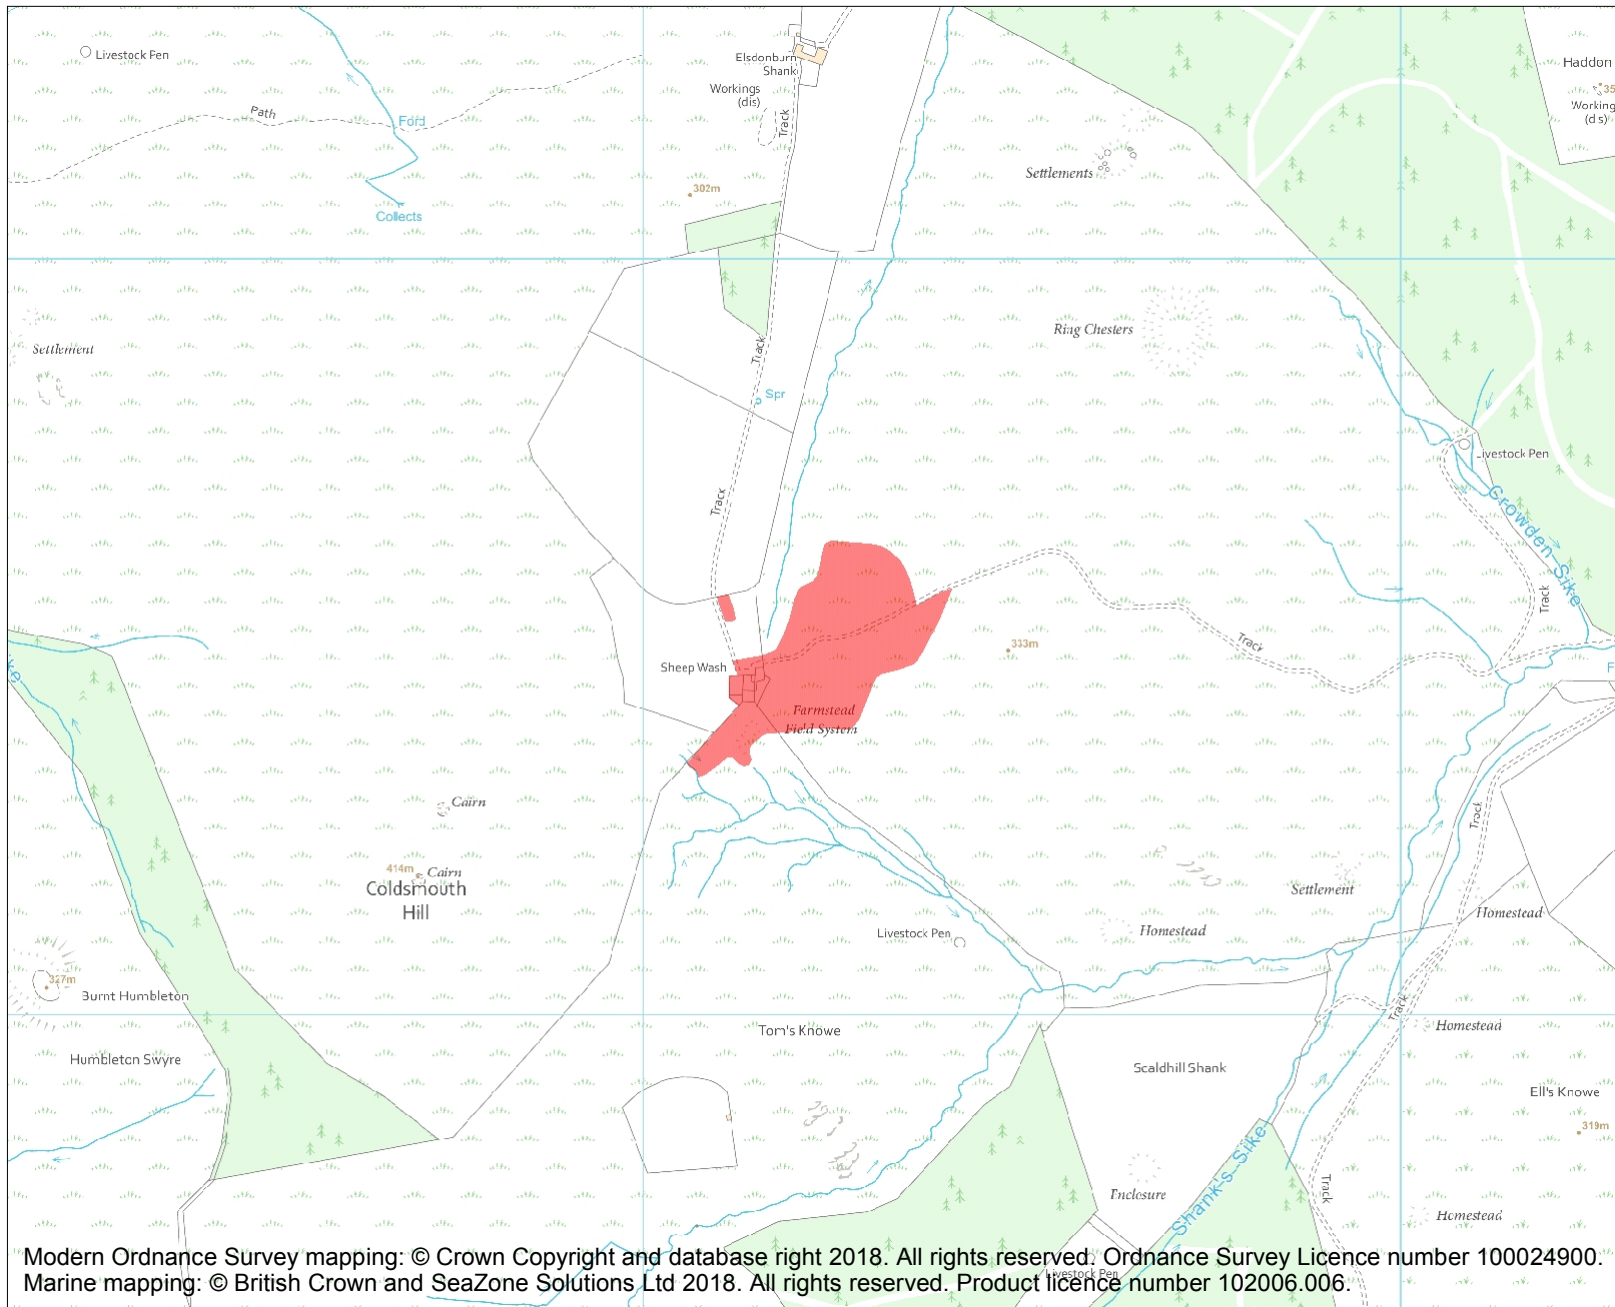 Livestock Pen
Path
Ford
Collects
Elsdonburn
Shank
Workings
(dis)
Track
302m
Settlements
Haddon
35
Working
(dis)
Settlement
Ring Chesters
Track
Spr
Track
Livestock Pen
Crowden Sike
Track
Sheep Wash
333m
Track
Farmstead
Field System
Cairn
414m
Cairn
Coldsmouth
Hill
Track
Settlement
Homestead
Homestead
Livestock Pen
327m
Burnt Humbleton
Humbleton Swyre
Tom's Knowe
Track
Homestead
Scaldhill Shank
Ell's Knowe
319m
Enclosure
Shank's Sike
Track
Homestead
Modern Ordnance Survey mapping: © Crown Copyright and database right 2018. All rights reserved. Ordnance Survey Licence number 100024900.
Livestock Pen
Marine mapping: © British Crown and SeaZone Solutions Ltd 2018. All rights reserved. Product licence number 102006.006.